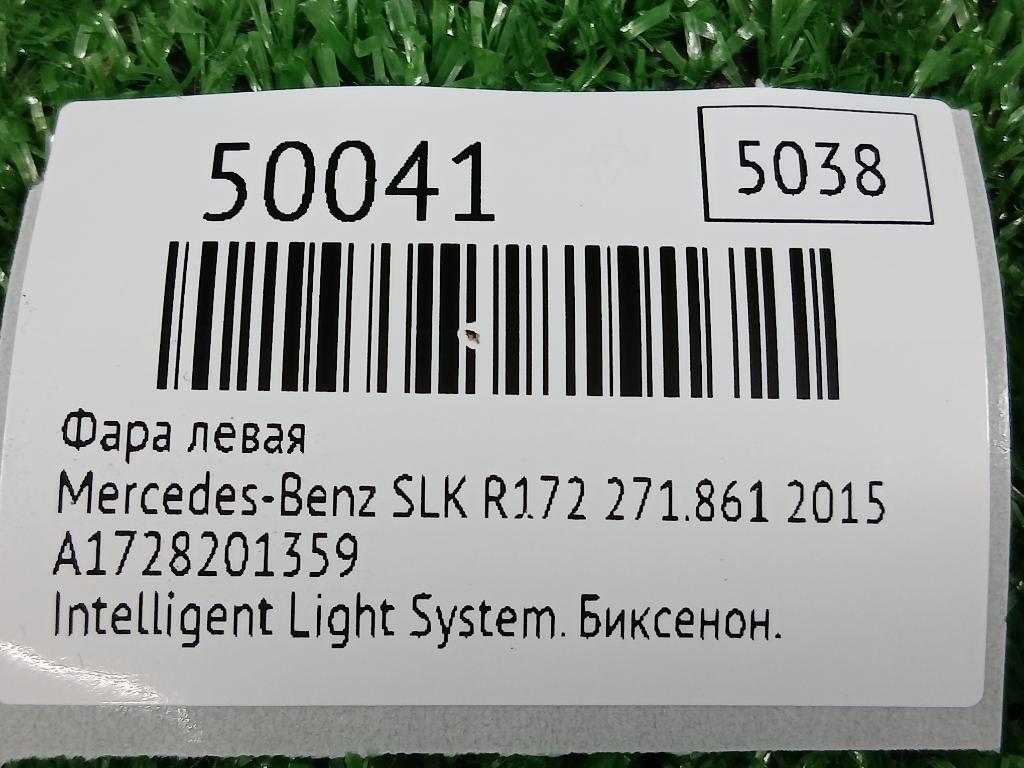 50041
5038
Фара левая
Mercedes-Benz SLK R172 271.861 2015
A1728201359
Intelligent Light System. Биксенон.